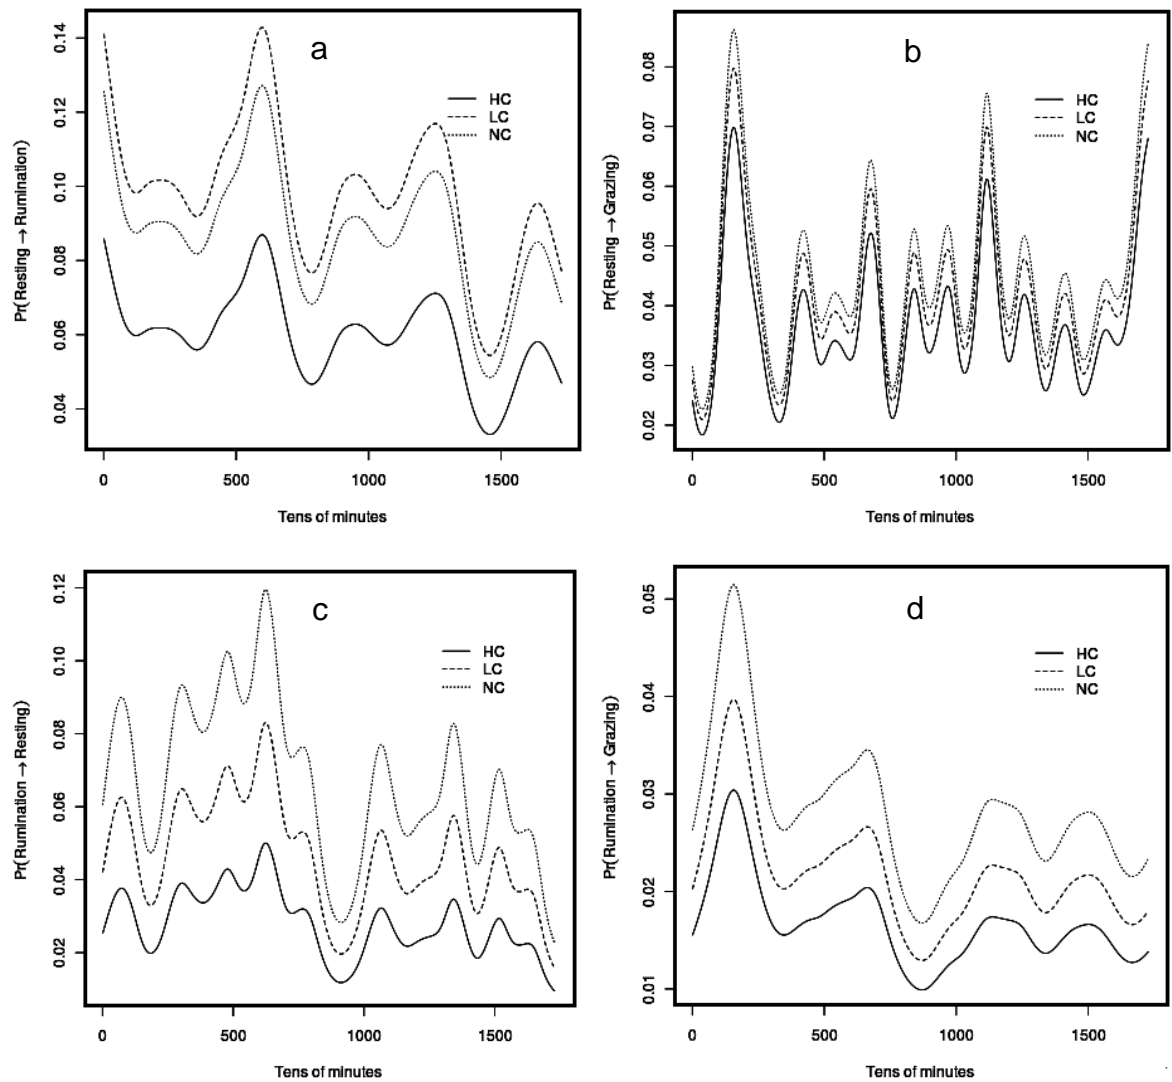 a
Pr(Resting → Rumination)
0.14
0.12
0.10
0.08
0.06
0.04
HC
LC
NC
0
500
1000
1500
Tens of minutes
b
Pr(Resting → Grazing)
0.08
0.07
0.06
0.05
0.04
0.03
0.02
HC
LC
NC
0
500
1000
1500
Tens of minutes
c
Pr(Rumination → Resting)
0.12
0.10
0.08
0.06
0.04
0.02
HC
LC
NC
0
500
1000
1500
Tens of minutes
d
Pr(Rumination → Grazing)
0.05
0.04
0.03
0.02
0.01
HC
LC
NC
0
500
1000
1500
Tens of minutes